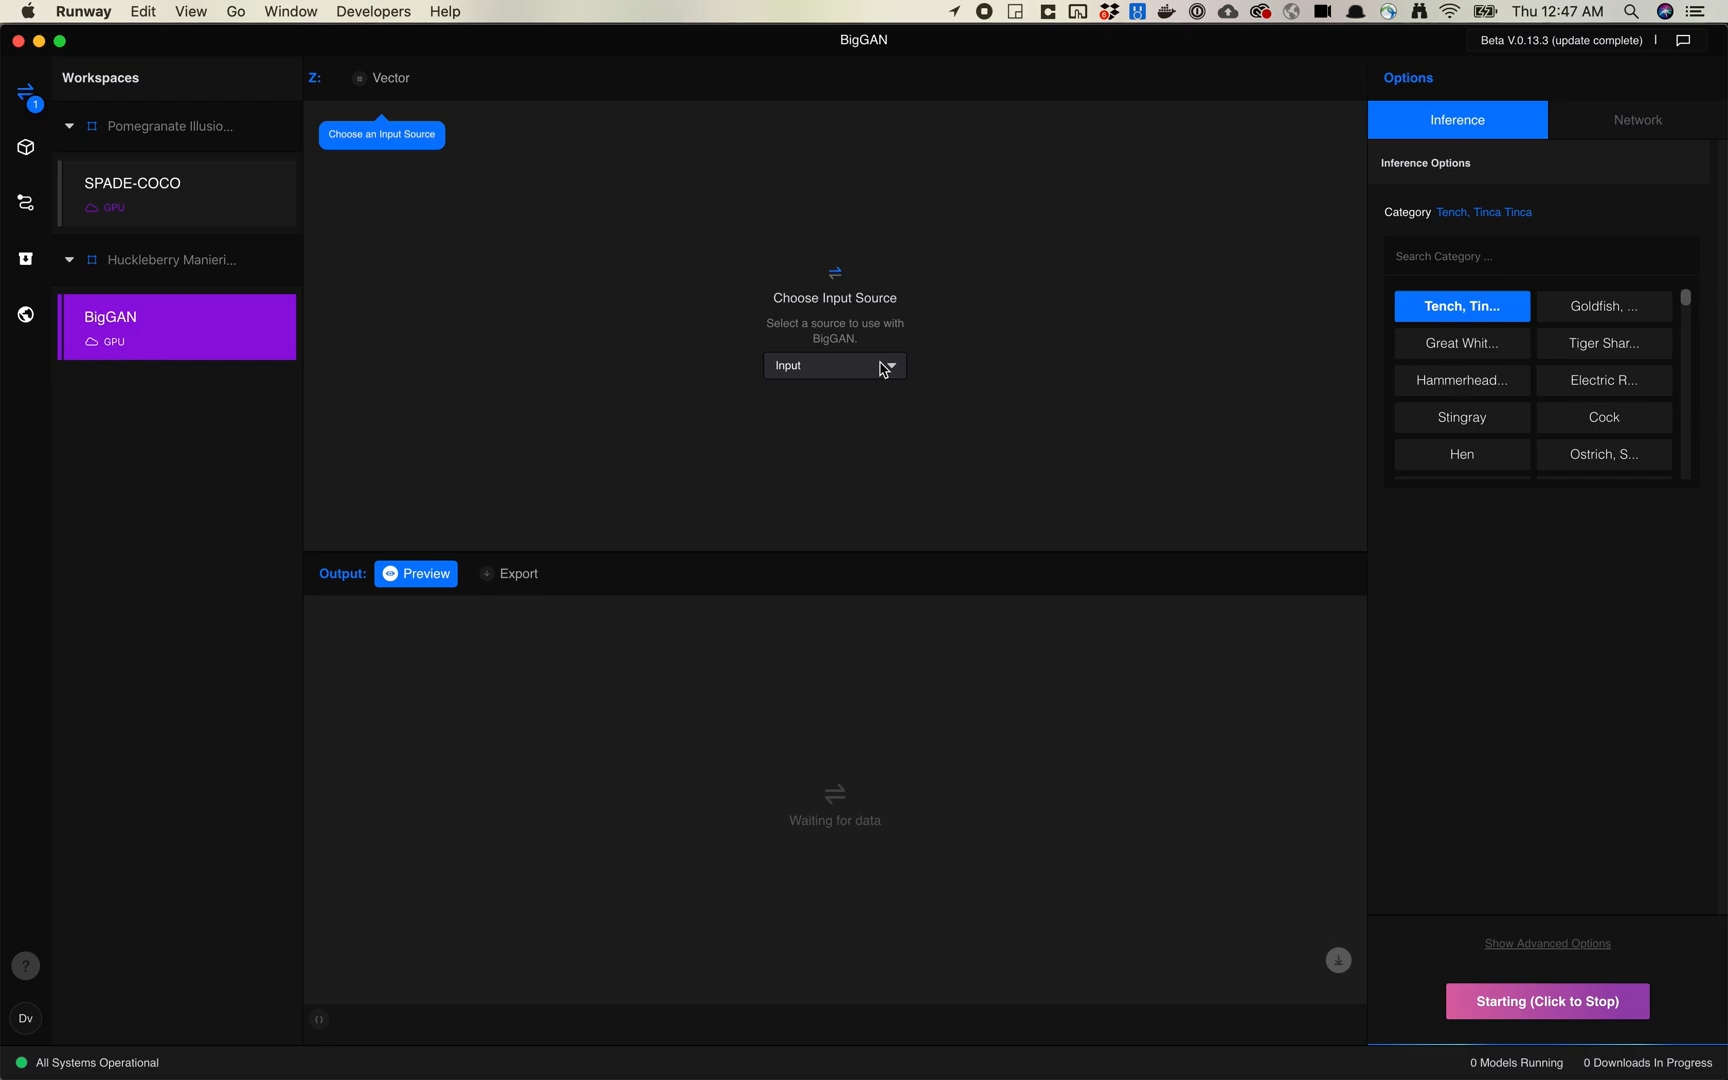 Runway Edit View Go Window Developers Help
6
Thu 12:47 AM
BigGAN
Beta V.0.13.3 (update complete)
Workspaces
1
Pomegranate Illusio...
SPADE-COCO
GPU
Huckleberry Manieri...
BigGAN
GPU
Z: Vector
Choose an Input Source
Choose Input Source
Select a source to use with
BigGAN.
Input
Output: Preview Export
Waiting for data
{}
Options
Inference Network
Inference Options
Category Tench, Tinca Tinca
Search Category ...
Tench, Tin... Goldfish, ...
Great Whit... Tiger Shar...
Hammerhead... Electric R...
Stingray Cock
Hen Ostrich, S...
Show Advanced Options
Starting (Click to Stop)
?
Dv
All Systems Operational
0 Models Running 0 Downloads In Progress